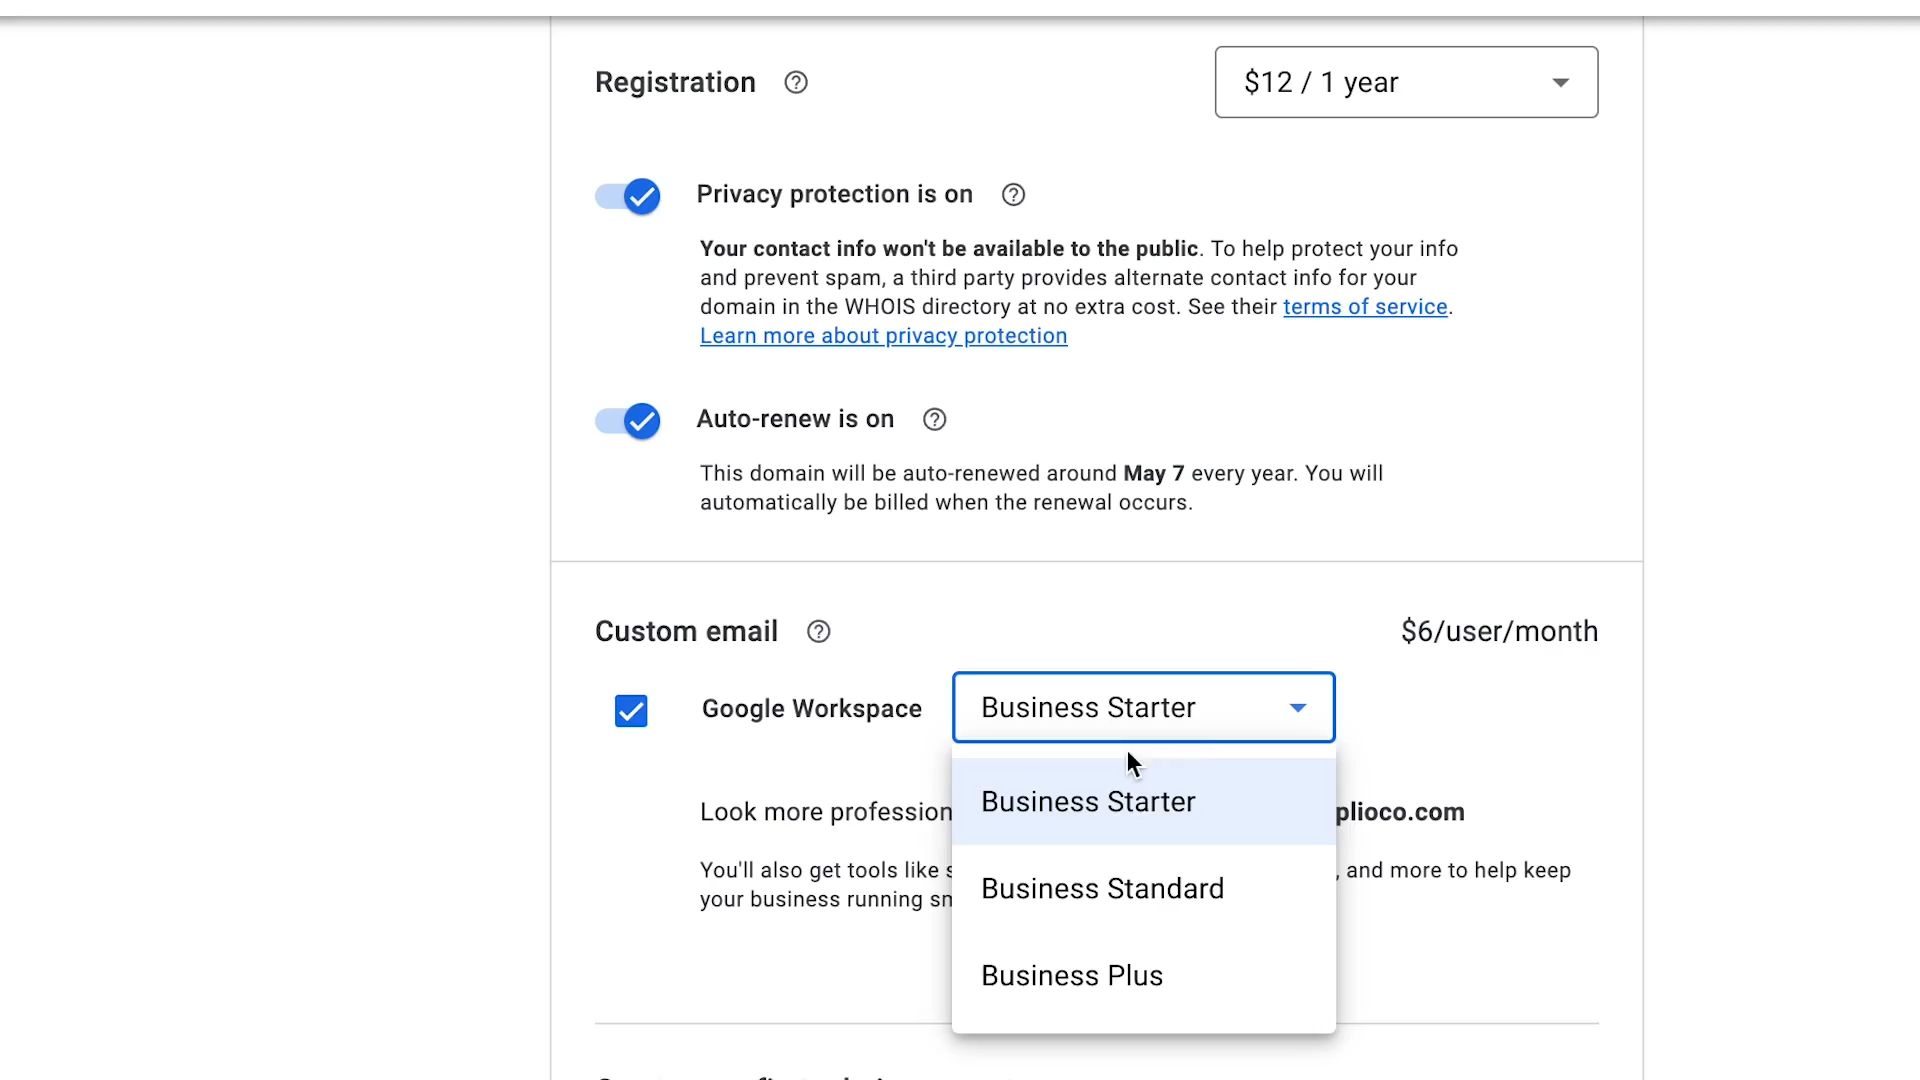 Registration
$12 / 1 year
Privacy protection is on
Your contact info won't be available to the public. To help protect your info
and prevent spam, a third party provides alternate contact info for your
domain in the WHOIS directory at no extra cost. See their terms of service.
Learn more about privacy protection
Auto-renew is on
This domain will be auto-renewed around May 7 every year. You will
automatically be billed when the renewal occurs.
Custom email
$6/user/month
Google Workspace
Business Starter
Business Starter
Look more profession
plioco.com
You'll also get tools like
, and more to help keep
Business Standard
your business running
Business Plus